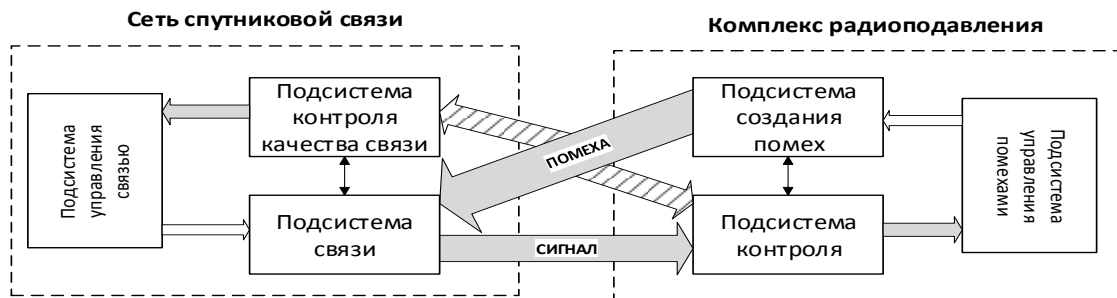 Сеть спутниковой связи
Комплекс радиоподавления
Подсистема
управления
связью
Подсистема
контроля
качества связи
Подсистема
связи
ПОМЕХА
СИГНАЛ
Подсистема
создания
помех
Подсистема
контроля
Подсистема
управления
помехами